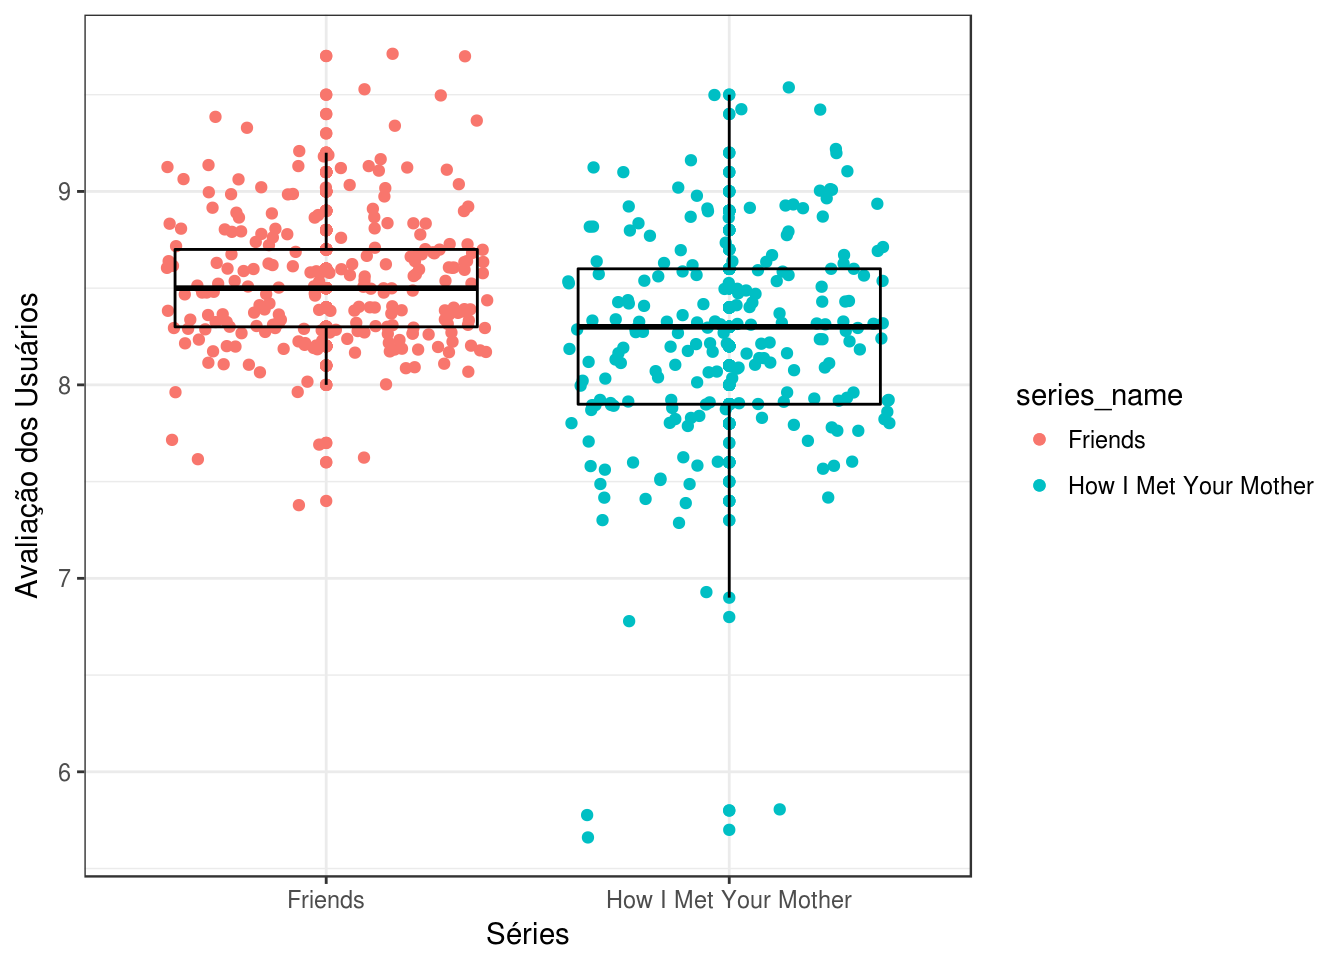 Avaliação dos Usuários
9
8
7
6
Friends
How I Met Your Mother
Séries
series_name
Friends
How I Met Your Mother